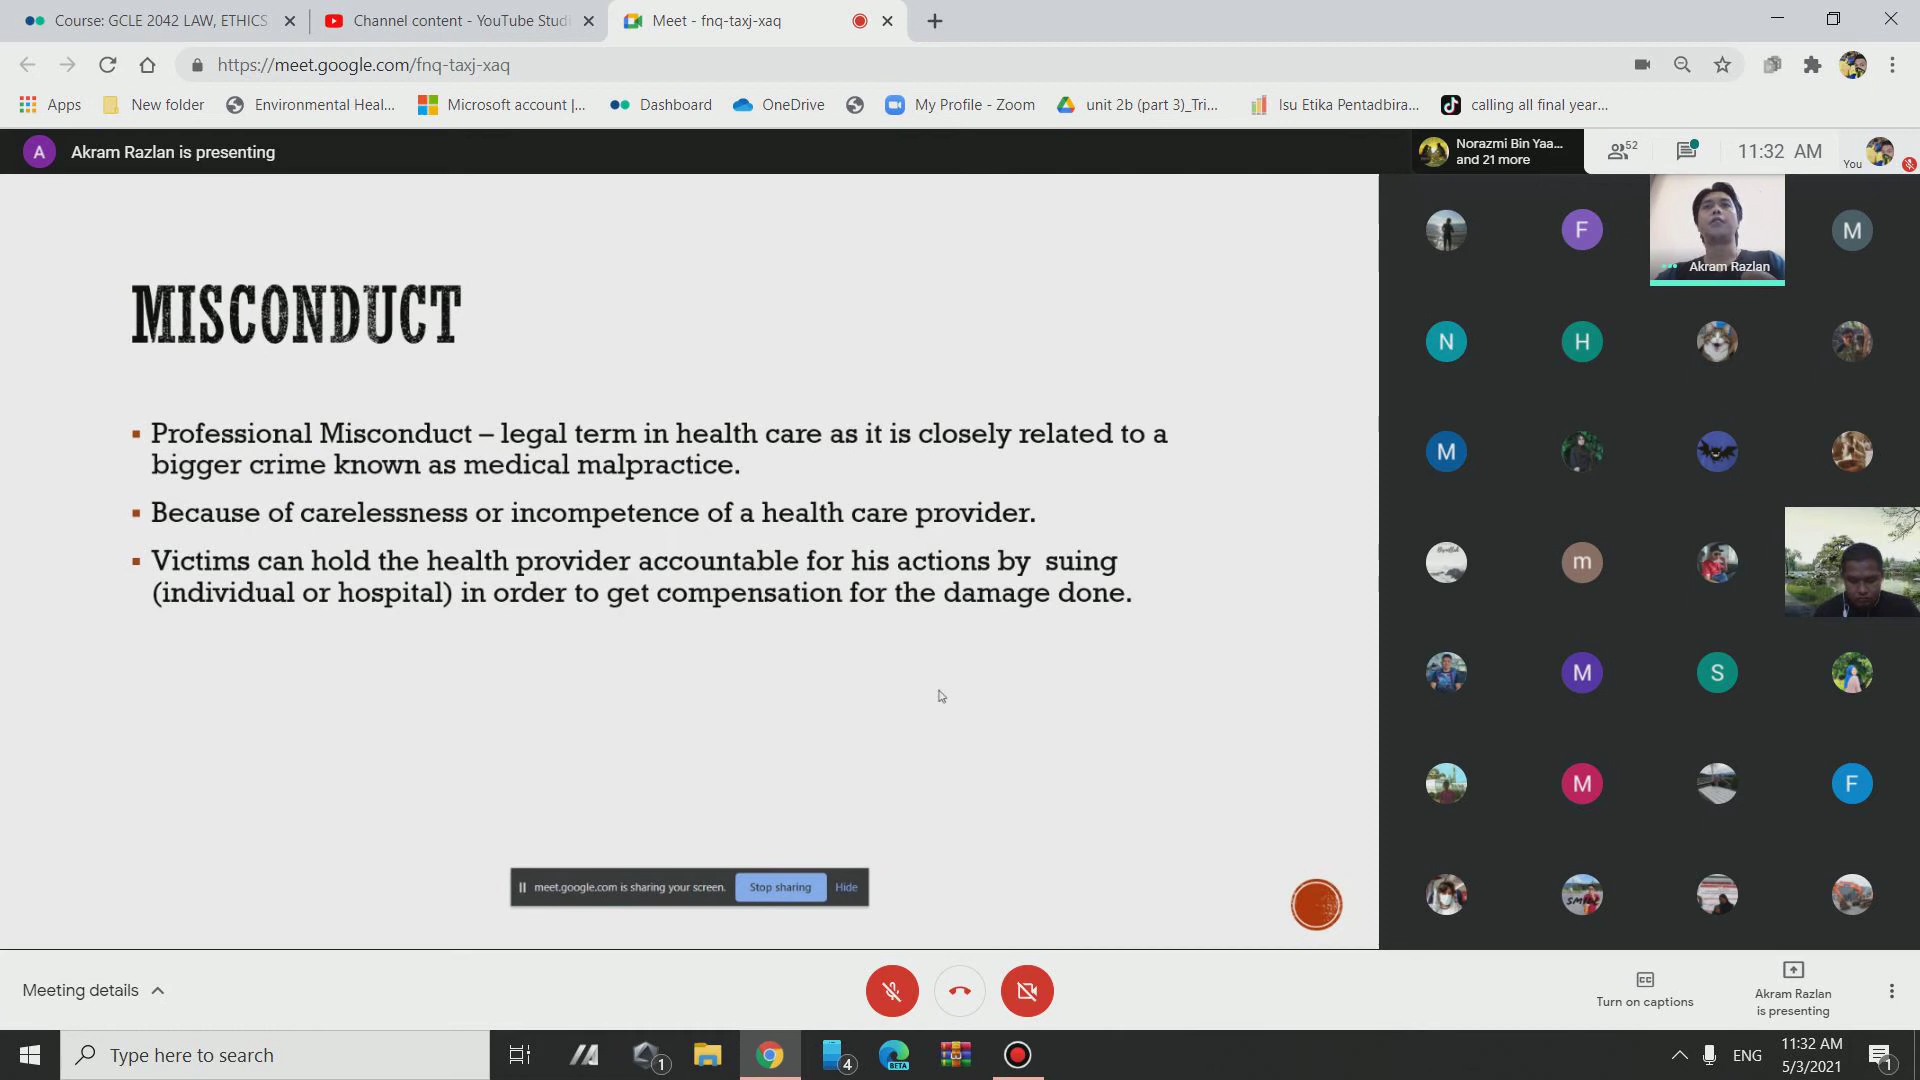 Course: GCLE 2042 LAW, ETHICS
Channel content - YouTube Studi
Meet - fnq-taxj-xaq
https://meet.google.com/fnq-taxj-xaq
Apps
New folder
Environmental Heal...
Microsoft account |...
Dashboard
OneDrive
My Profile - Zoom
unit 2b (part 3)_Tri...
Isu Etika Pentadbira...
calling all final year...
A
Akram Razlan is presenting
Norazmi Bin Yaa...
and 21 more
52
11:32 AM
You
F
Akram Razlan
M
MISCONDUCT
N
H
▪ Professional Misconduct – legal term in health care as it is closely related to a
bigger crime known as medical malpractice.
M
▪ Because of carelessness or incompetence of a health care provider.
▪ Victims can hold the health provider accountable for his actions by  suing
(individual or hospital) in order to get compensation for the damage done.
m
M
S
M
F
meet.google.com is sharing your screen.
Stop sharing
Hide
SMILE
Meeting details
CC
Turn on captions
Akram Razlan
is presenting
Type here to search
1
4
BETA
ENG
11:32 AM
5/3/2021
1